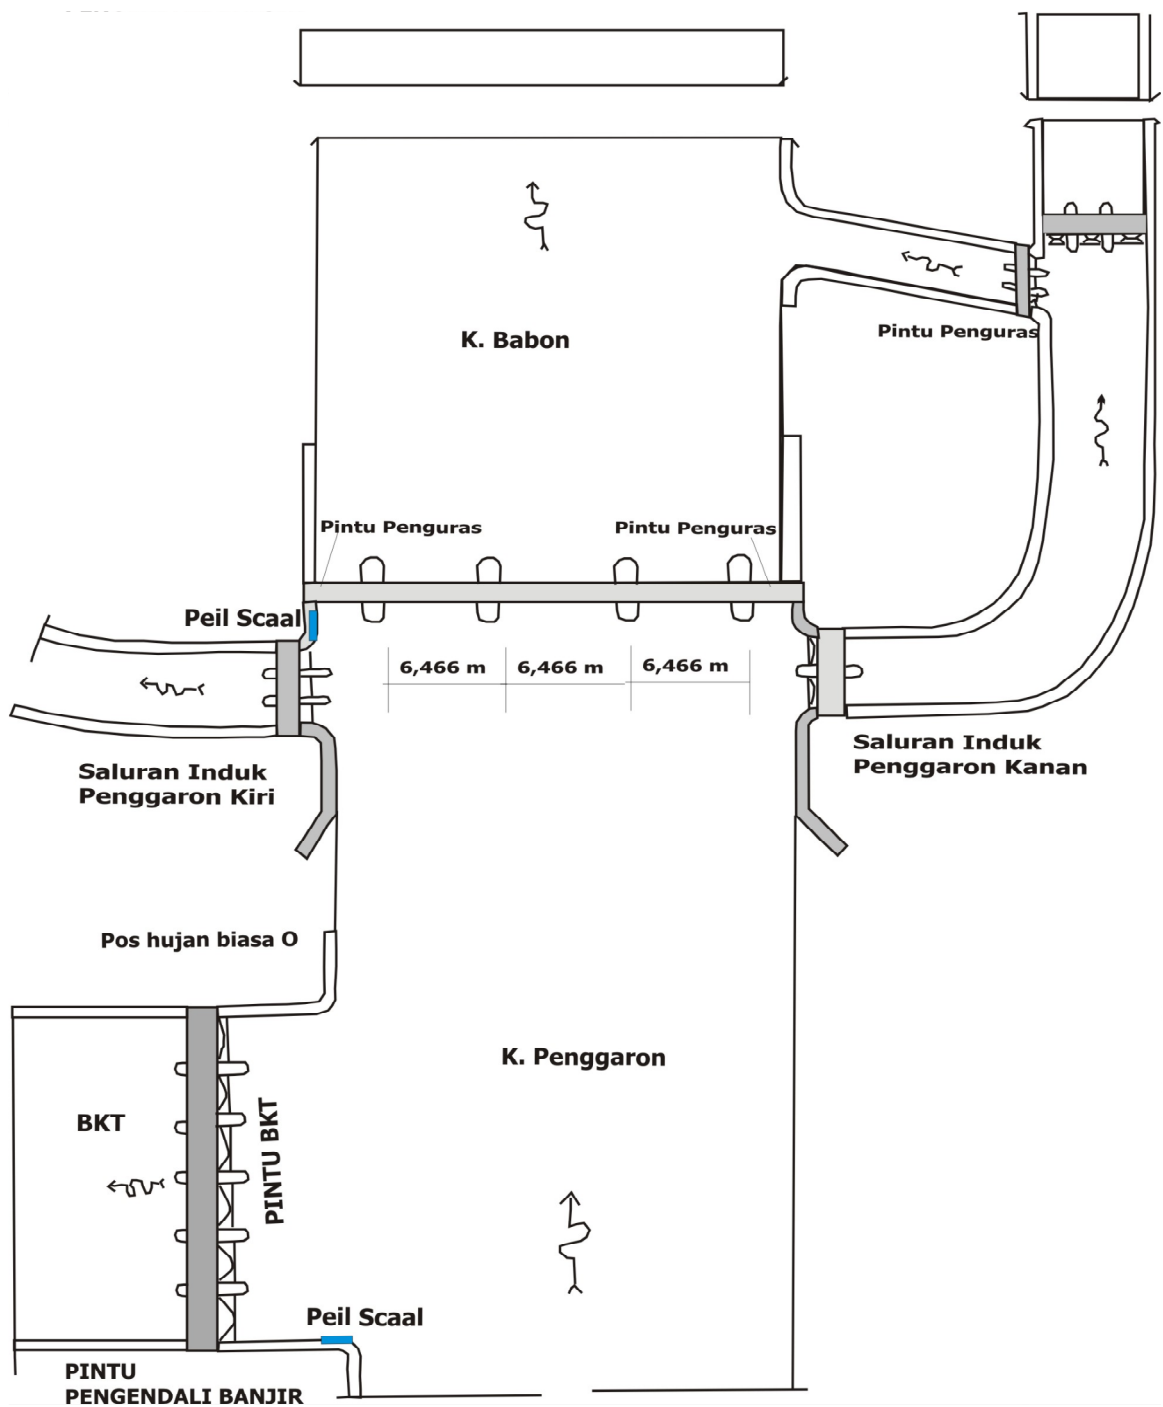 K. Babon
Pintu Penguras
Pintu Penguras
Pintu Penguras
Peil Scaal
6,466 m
6,466 m
6,466 m
Saluran Induk
Penggaron Kiri
Saluran Induk
Penggaron Kanan
Pos hujan biasa O
K. Penggaron
BKT
PINTU BKT
Peil Scaal
PINTU
PENGENDALI BANJIR